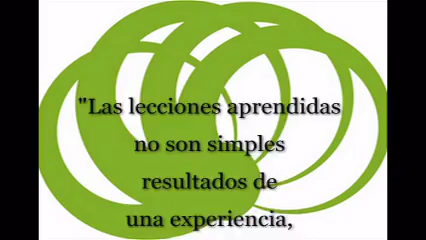 "Las lecciones aprendidas
no son simples
resultados de
una experiencia,